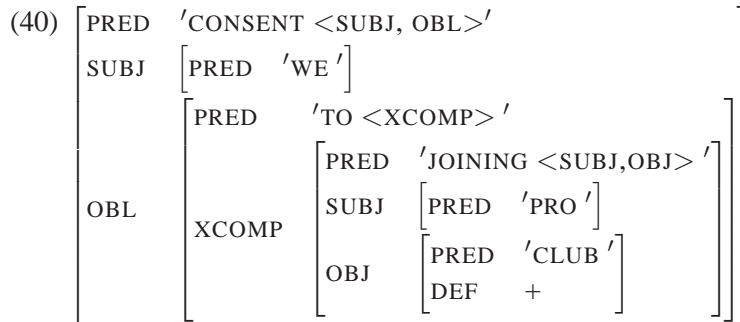 (40) PRED ′CONSENT <SUBJ, OBL>′
SUBJ PRED ′WE ′
PRED ′TO <XCOMP> ′
PRED ′JOINING <SUBJ,OBJ> ′
OBL XCOMP SUBJ PRED ′PRO ′
OBJ PRED ′CLUB ′
DEF +